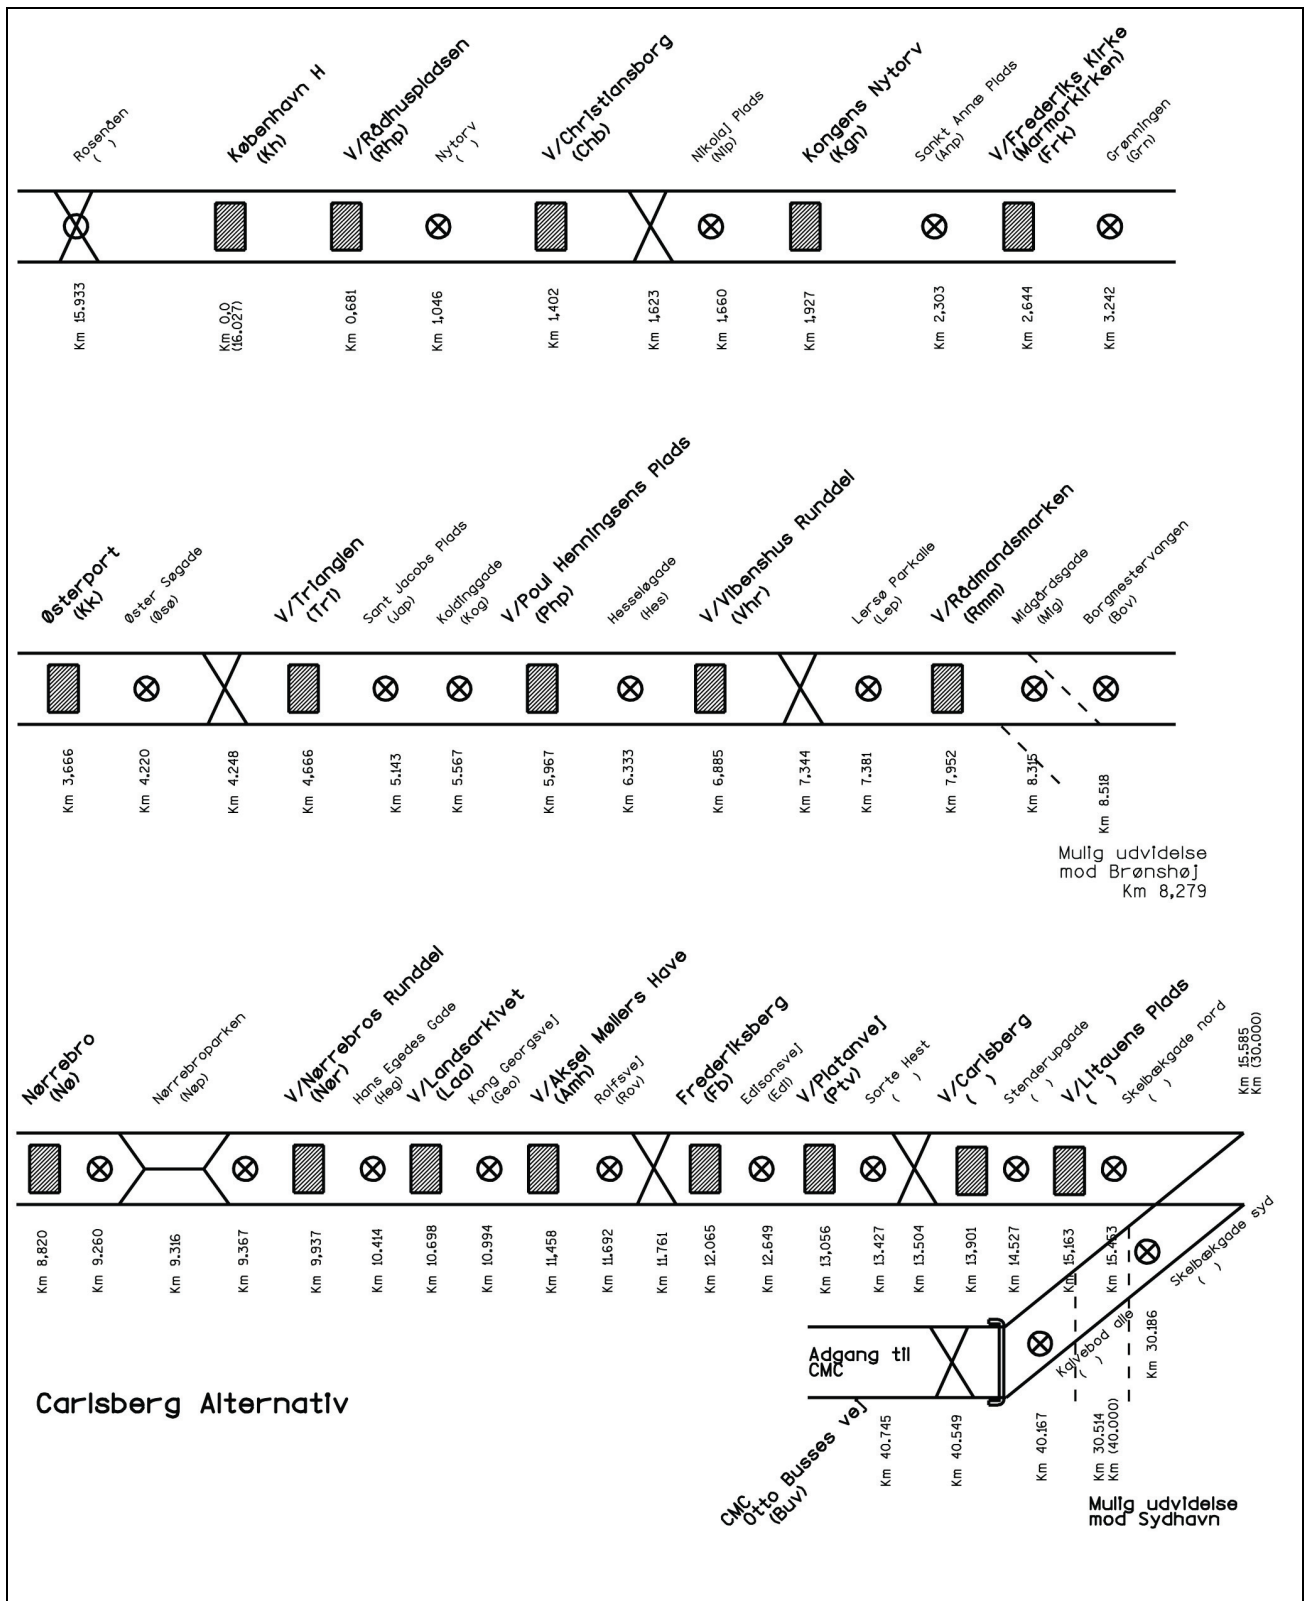 Rosenøen
( )
København H
(Kh)
V/Rådhuspladsen
(Rhp)
Nytorv
( )
V/Christiansborg
(Chb)
Nikolaj Plads
(Nlp)
Kongens Nytorv
(Kgn)
Sankt Annæ Plads
(Anp)
V/Frederiks Kirke
(Marmorkirken)
(Frk)
Grønningen
(Grn)
Km 15.933
Km 0,0
(16.027)
Km 0,681
Km 1,046
Km 1,402
Km 1,623
Km 1,660
Km 1,927
Km 2,303
Km 2,644
Km 3.242
Østerport
(Kk)
Øster Søgade
(Øsø)
V/Trianglen
(Tri)
Sant Jacobs Plads
(Jap)
Koldinggade
(Kog)
V/Poul Henningsens Plads
(Php)
Hesseløgade
(Hes)
V/Vibenshus Runddel
(Vhr)
Lersø Parkalle
(Lep)
V/Rådmandsmarken
(Rmm)
Midgårdsgade
(Mig)
Borgmestervangen
(Bov)
Km 3,666
Km 4.220
Km 4.248
Km 4,666
Km 5.143
Km 5.567
Km 5,967
Km 6.333
Km 6,885
Km 7,344
Km 7.381
Km 7,952
Km 8.315
Km 8.518
Mulig udvidelse
mod Brønshøj
Km 8,279
Nørrebro
(Nø)
Nørrebroparken
(Nøp)
V/Nørrebros Runddel
(Nør)
Hans Egedes Gade
(Heg)
V/Landsarkivet
(Laa)
Kong Georgsvej
(Geo)
V/Aksel Møllers Have
(Amh)
Rolfsvej
(Rov)
Frederiksberg
(Fb)
Edisonsvej
(Edi)
V/Platanvej
(Ptv)
Sorte Hest
( )
V/Carlsberg
( )
Stenderupgade
( )
V/Litauens Plads
( )
Skelbækgade nord
( )
Km 15.585
Km (30.000)
Km 8,820
Km 9.260
Km 9.316
Km 9.367
Km 9,937
Km 10.414
Km 10.698
Km 10.994
Km 11,458
Km 11.692
Km 11.761
Km 12.065
Km 12.649
Km 13,056
Km 13.427
Km 13.504
Km 13,901
Km 14.527
Km 15,163
Km 15.463
Skelbækgade syd
( )
Kalvebod alle
( )
Km 30.186
Adgang til
CMC
Carlsberg Alternativ
CMC
Otto Busses vej
(Buv)
Km 40.745
Km 40.549
Km 40.167
Km 30.514
Km (40.000)
Mulig udvidelse
mod Sydhavn